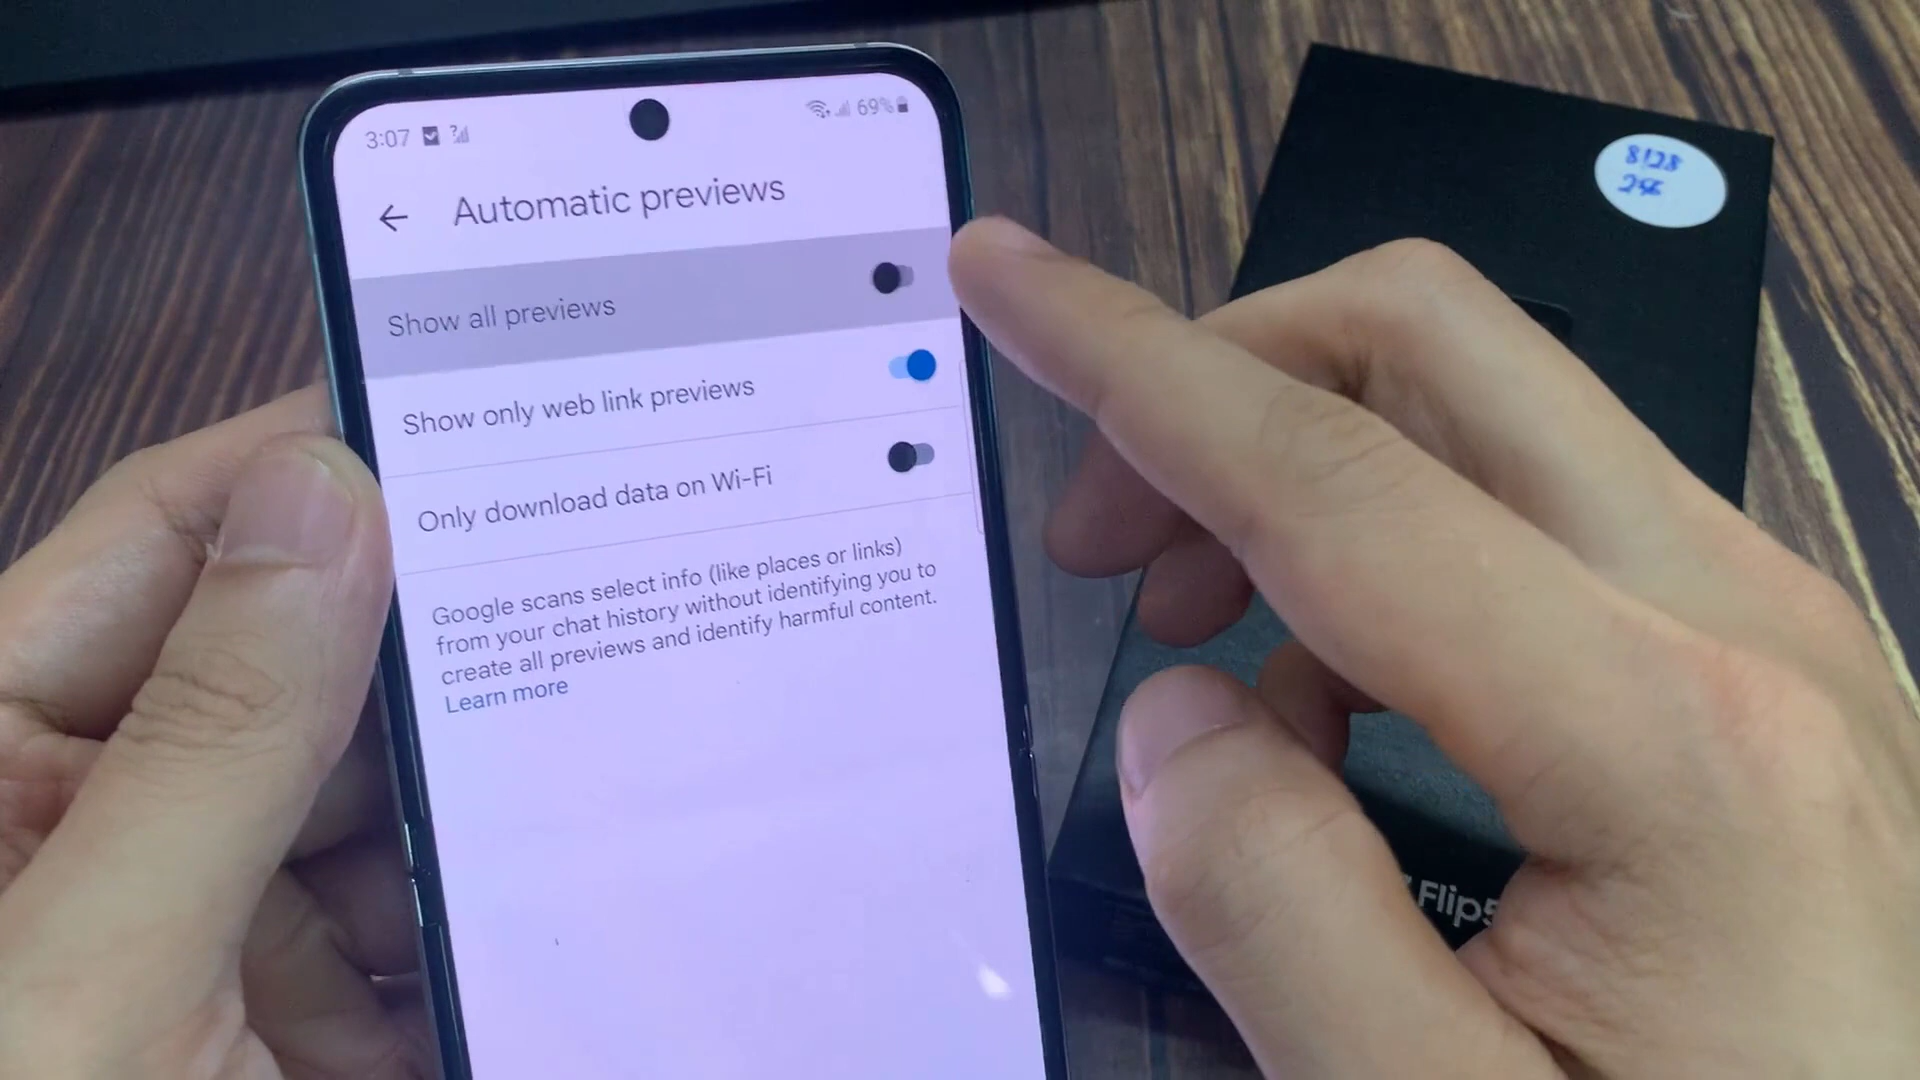 3:07
69%
Automatic previews
Show all previews
Show only web link previews
Only download data on Wi-Fi
Google scans select info (like places or links)
from your chat history without identifying you to
create all previews and identify harmful content.
Learn more
8128
Flip5